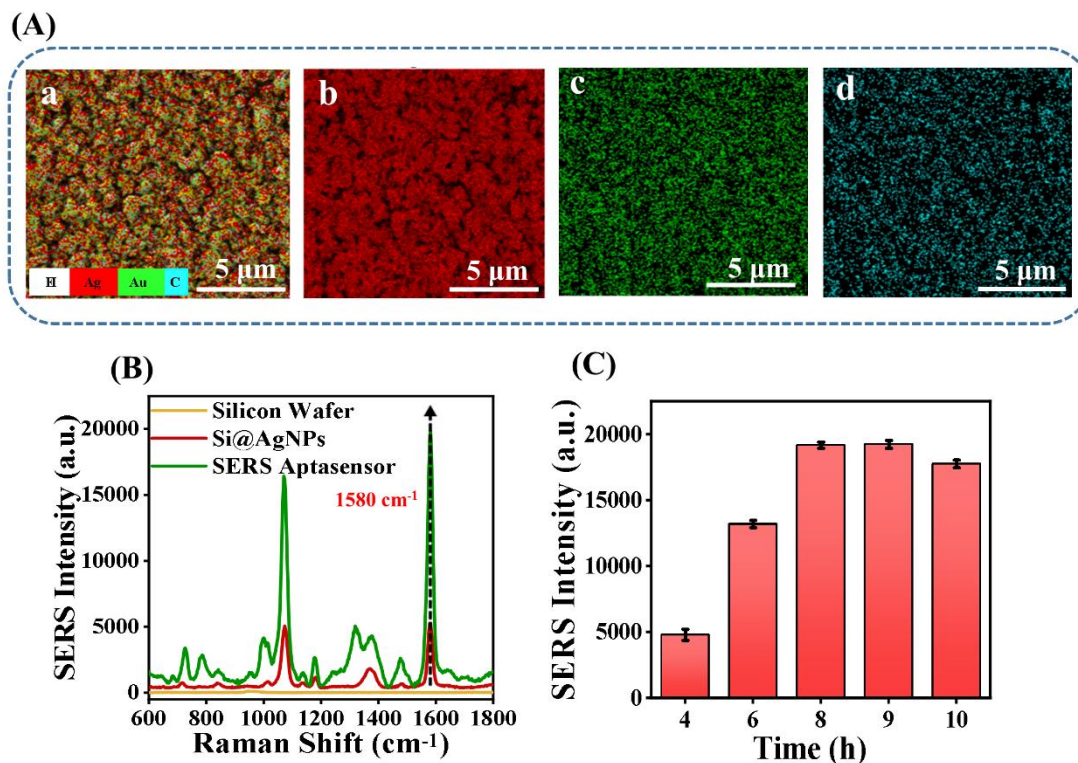 (A)
a
b
c
d
H Ag Au C
5 μm
5 μm
5 μm
5 μm
(B)
Silicon Wafer
Si@AgNPs
SERS Aptasensor
1580 cm⁻¹
20000
15000
10000
5000
0
SERS Intensity (a.u.)
600 800 1000 1200 1400 1600 1800
Raman Shift (cm⁻¹)
(C)
20000
15000
10000
5000
0
SERS Intensity (a.u.)
4 6 8 9 10
Time (h)